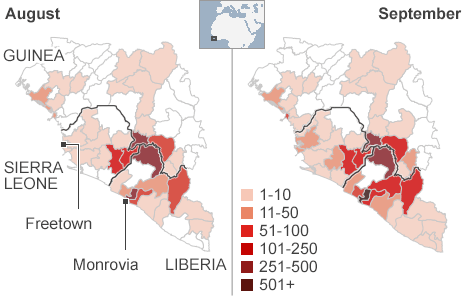 August
September
GUINEA
SIERRA
LEONE
Freetown
Monrovia
LIBERIA
1-10
11-50
51-100
101-250
251-500
501+